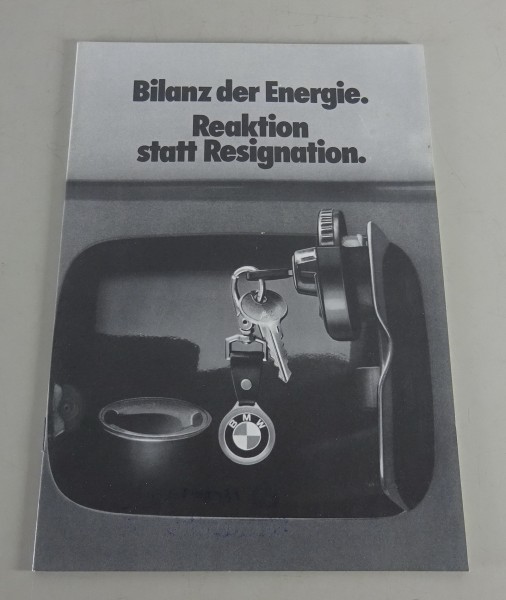 Bilanz der Energie.
Reaktion
statt Resignation.
BMW